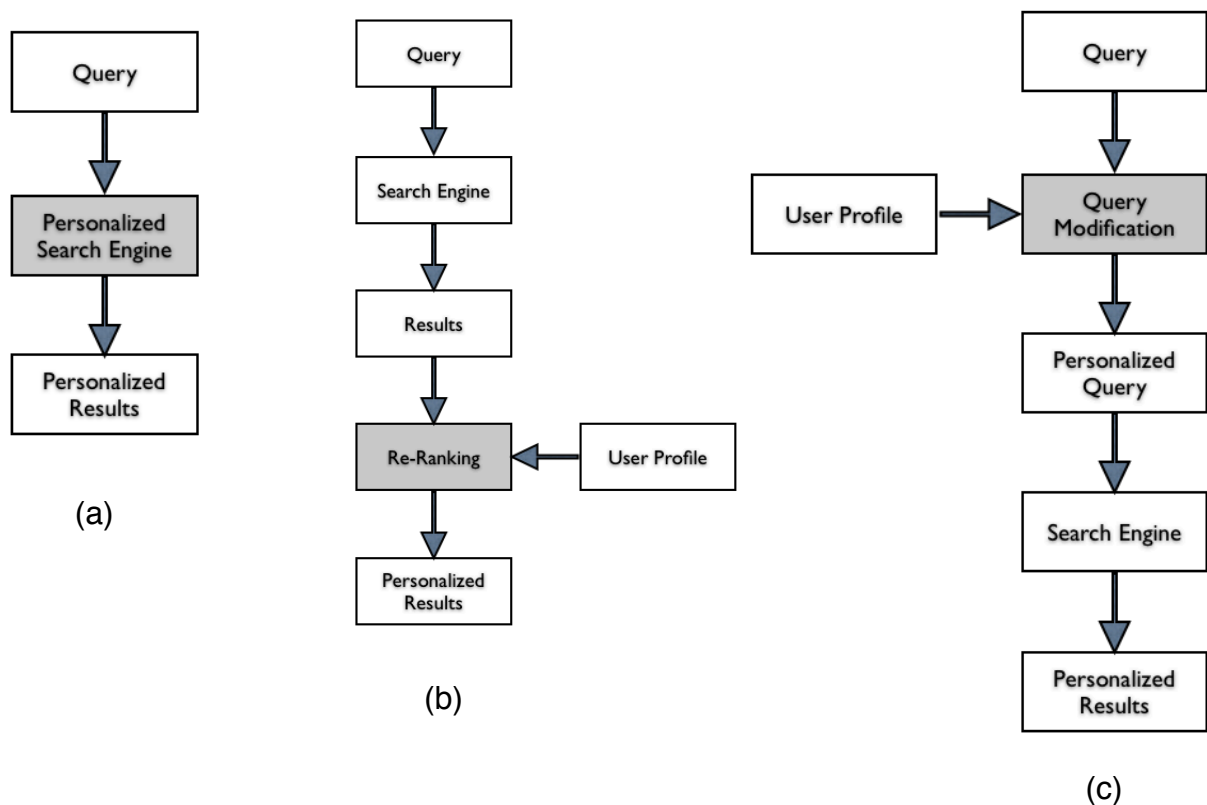 Query
Personalized
Search Engine
Personalized
Results
(a)
Query
Search Engine
Results
Re-Ranking
User Profile
Personalized
Results
(b)
Query
User Profile
Query
Modification
Personalized
Query
Search Engine
Personalized
Results
(c)